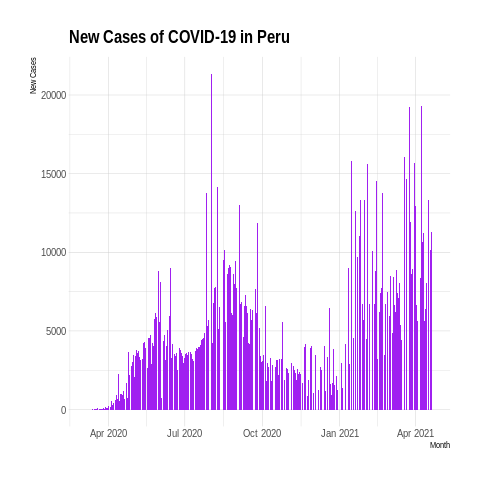 New Cases of COVID-19 in Peru
New Cases
20000
15000
10000
5000
0
Apr 2020 Jul 2020 Oct 2020 Jan 2021 Apr 2021
Month